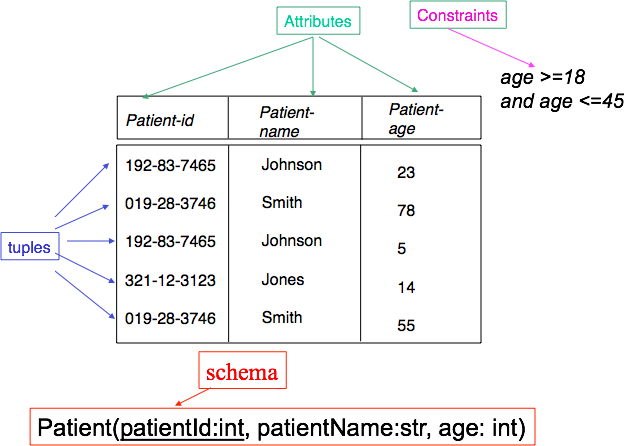 Attributes
Constraints
age >=18
and age <=45
Patient-id
Patient-
name
Patient-
age
192-83-7465 Johnson 23
019-28-3746 Smith 78
192-83-7465 Johnson 5
321-12-3123 Jones 14
019-28-3746 Smith 55
tuples
schema
Patient(patientId:int, patientName:str, age: int)